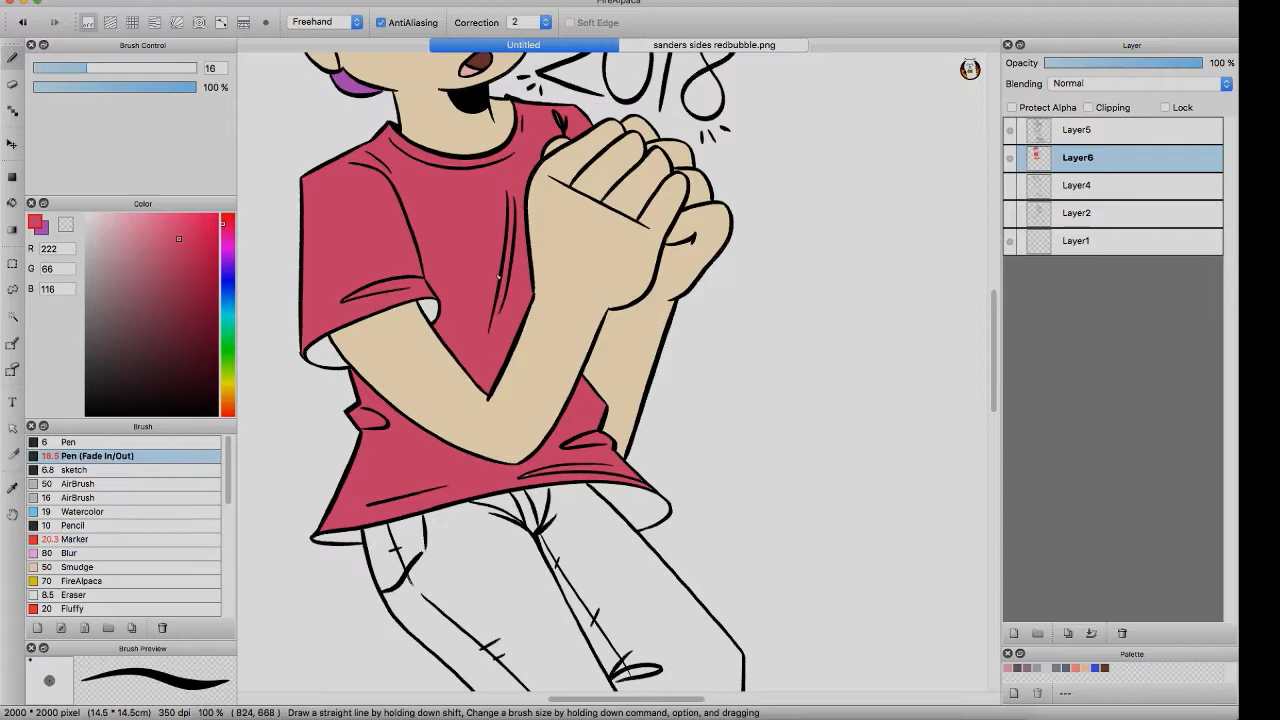 FireAlpaca
Freehand AntiAliasing Correction 2 Soft Edge
Brush Control Untitled sanders sides redbubble.png Layer
16 Opacity 100 %
100 % Blending Normal
Protect Alpha Clipping Lock
2018
Layer5
Layer6
Layer4
Layer2
Layer1
Color
R 222
G 66
B 116
Brush
6 Pen
18.5 Pen (Fade In/Out)
6.8 sketch
50 AirBrush
16 AirBrush
19 Watercolor
10 Pencil
20.3 Marker
80 Blur
50 Smudge
70 FireAlpaca
8.5 Eraser
20 Fluffy
Brush Preview
Palette
---
2000 * 2000 pixel (14.5 * 14.5cm) 350 dpi 100 % ( 824, 668 ) Draw a straight line by holding down shift, Change a brush size by holding down command, option, and dragging